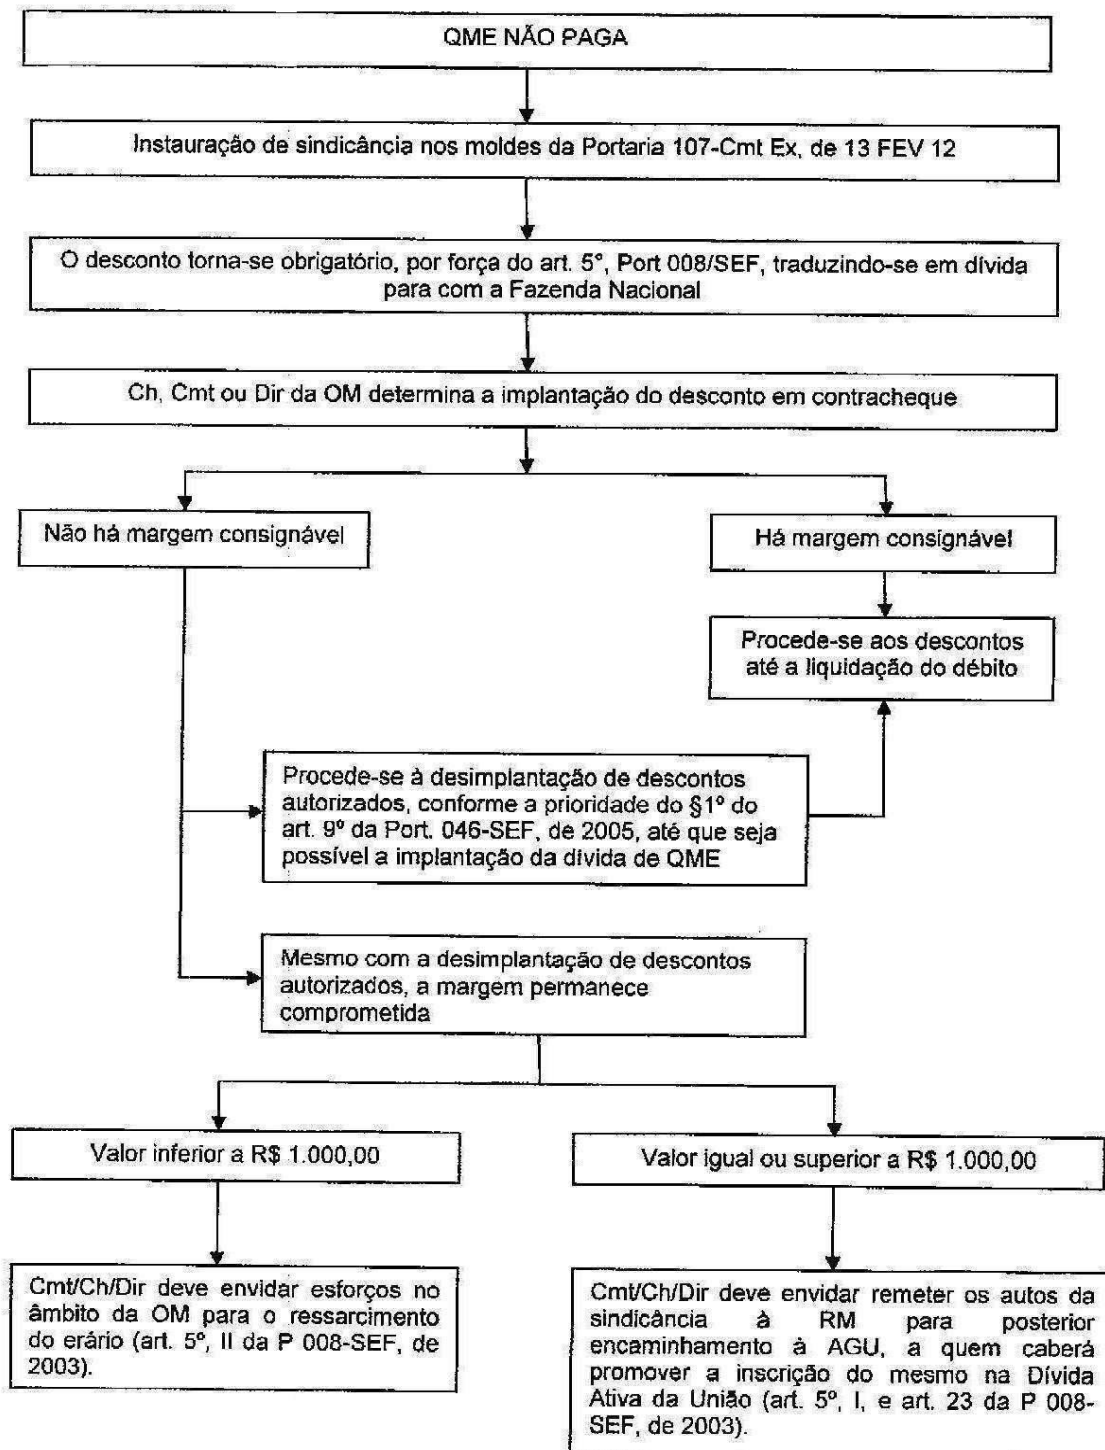 QME NÃO PAGA
Instauração de sindicância nos moldes da Portaria 107-Cmt Ex, de 13 FEV 12
O desconto torna-se obrigatório, por força do art. 5º, Port 008/SEF, traduzindo-se em dívida
para com a Fazenda Nacional
Ch, Cmt ou Dir da OM determina a implantação do desconto em contracheque
Não há margem consignável
Há margem consignável
Procede-se aos descontos
até a liquidação do débito
Procede-se à desimplantação de descontos
autorizados, conforme a prioridade do §1º do
art. 9º da Port. 046-SEF, de 2005, até que seja
possível a implantação da dívida de QME
Mesmo com a desimplantação de descontos
autorizados, a margem permanece
comprometida
Valor inferior a R$ 1.000,00
Valor igual ou superior a R$ 1.000,00
Cmt/Ch/Dir deve envidar esforços no
âmbito da OM para o ressarcimento
do erário (art. 5º, II da P 008-SEF, de
2003).
Cmt/Ch/Dir deve envidar remeter os autos da
sindicância à RM para posterior
encaminhamento à AGU, a quem caberá
promover a inscrição do mesmo na Dívida
Ativa da União (art. 5º, I, e art. 23 da P 008-
SEF, de 2003).